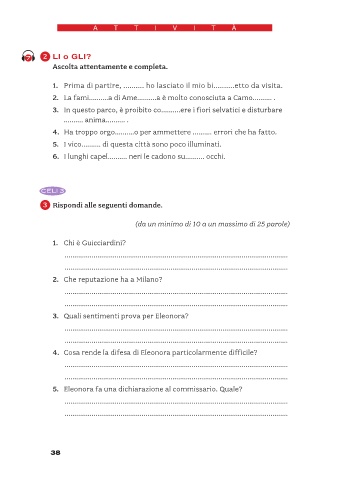 ATTIVITÀ
7 2 LI o GLI?
Ascolta attentamente e completa.
1. Prima di partire, .......... ho lasciato il mio bi..........etto da visita.
2. La fami.........a di Ame.........a è molto conosciuta a Camo......... .
3. In questo parco, è proibito co..........ere i fiori selvatici e disturbare
.......... anima......... .
4. Ha troppo orgo..........o per ammettere .......... errori che ha fatto.
5. I vico......... di questa città sono poco illuminati.
6. I lunghi capel.......... neri le cadono su.......... occhi.
CELI 3
3 Rispondi alle seguenti domande.
(da un minimo di 10 a un massimo di 25 parole)
1. Chi è Guicciardini?
2. Che reputazione ha a Milano?
3. Quali sentimenti prova per Eleonora?
4. Cosa rende la difesa di Eleonora particolarmente difficile?
5. Eleonora fa una dichiarazione al commissario. Quale?
38